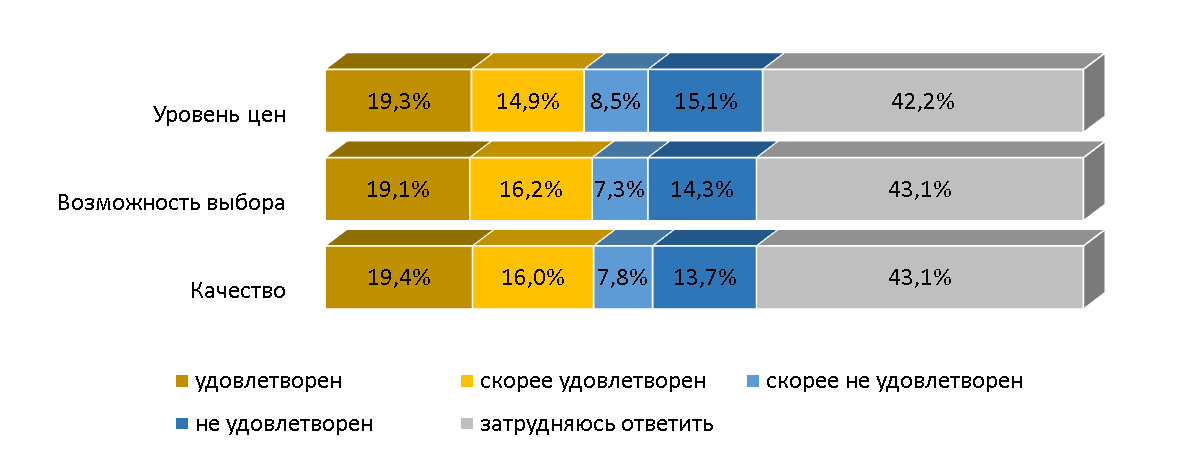 Уровень цен 19,3% 14,9% 8,5% 15,1% 42,2%
Возможность выбора 19,1% 16,2% 7,3% 14,3% 43,1%
Качество 19,4% 16,0% 7,8% 13,7% 43,1%
удовлетворен скорее удовлетворен скорее не удовлетворен
не удовлетворен затрудняюсь ответить